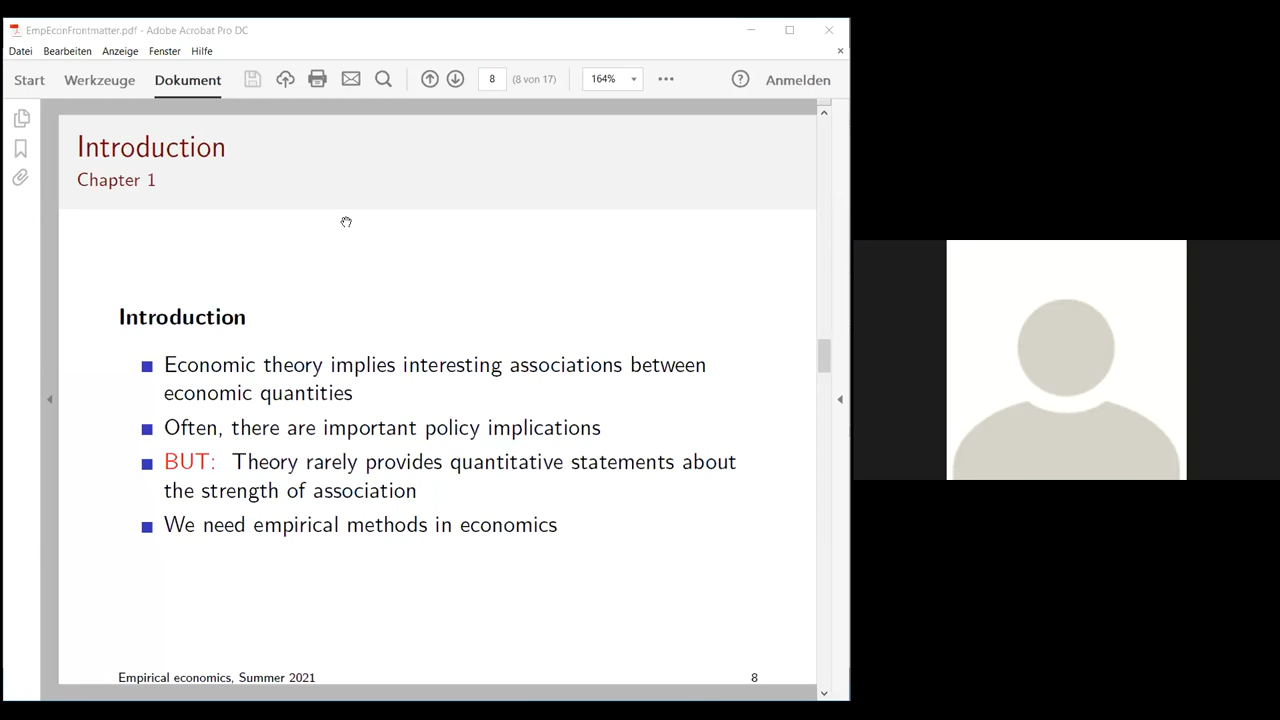 EmpEconFrontmatter.pdf - Adobe Acrobat Pro DC
Datei Bearbeiten Anzeige Fenster Hilfe
Start Werkzeuge Dokument 8 (8 von 17) 164% Anmelden
Introduction
Chapter 1
Introduction
Economic theory implies interesting associations between
economic quantities
Often, there are important policy implications
BUT: Theory rarely provides quantitative statements about
the strength of association
We need empirical methods in economics
Empirical economics, Summer 2021 8